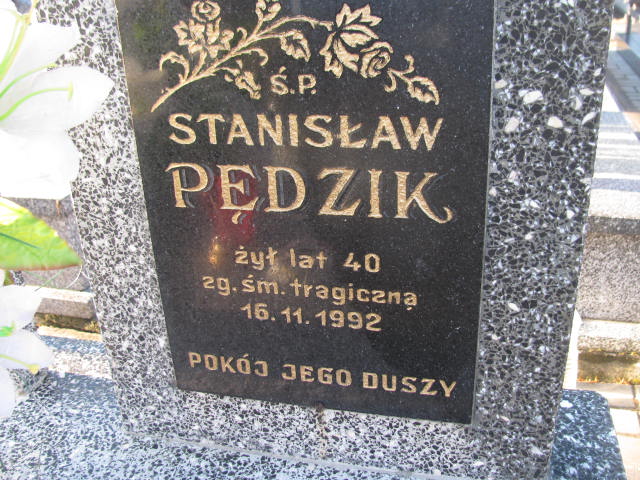 Ś.P.
STANISŁAW
PĘDZIK
żył lat 40
zg. śm. tragiczną
16.11.1992
POKÓJ JEGO DUSZY